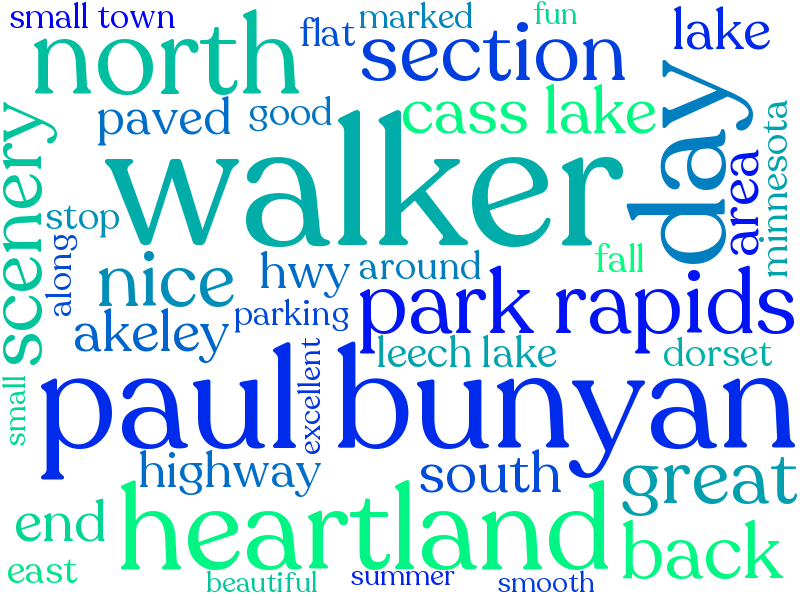 small town
marked
fun
north
flat
section
lake
paved
good
cass lake
day
scenery
walker
area
minnesota
stop
along
nice
hwy
around
fall
akeley
parking
park rapids
excellent
leech lake
dorset
small
paul bunyan
highway
south
great
end
heartland
back
east
beautiful
summer
smooth